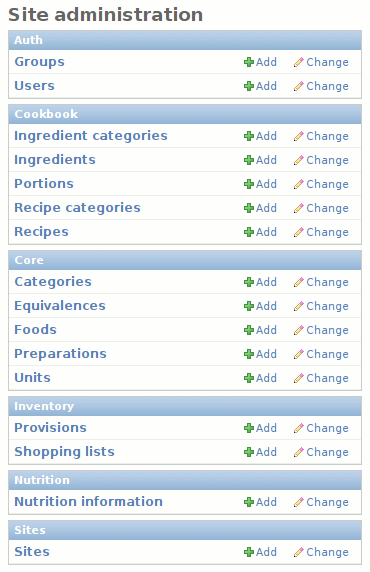 Site administration
Auth
Groups Add Change
Users Add Change
Cookbook
Ingredient categories Add Change
Ingredients Add Change
Portions Add Change
Recipe categories Add Change
Recipes Add Change
Core
Categories Add Change
Equivalences Add Change
Foods Add Change
Preparations Add Change
Units Add Change
Inventory
Provisions Add Change
Shopping lists Add Change
Nutrition
Nutrition information Add Change
Sites
Sites Add Change